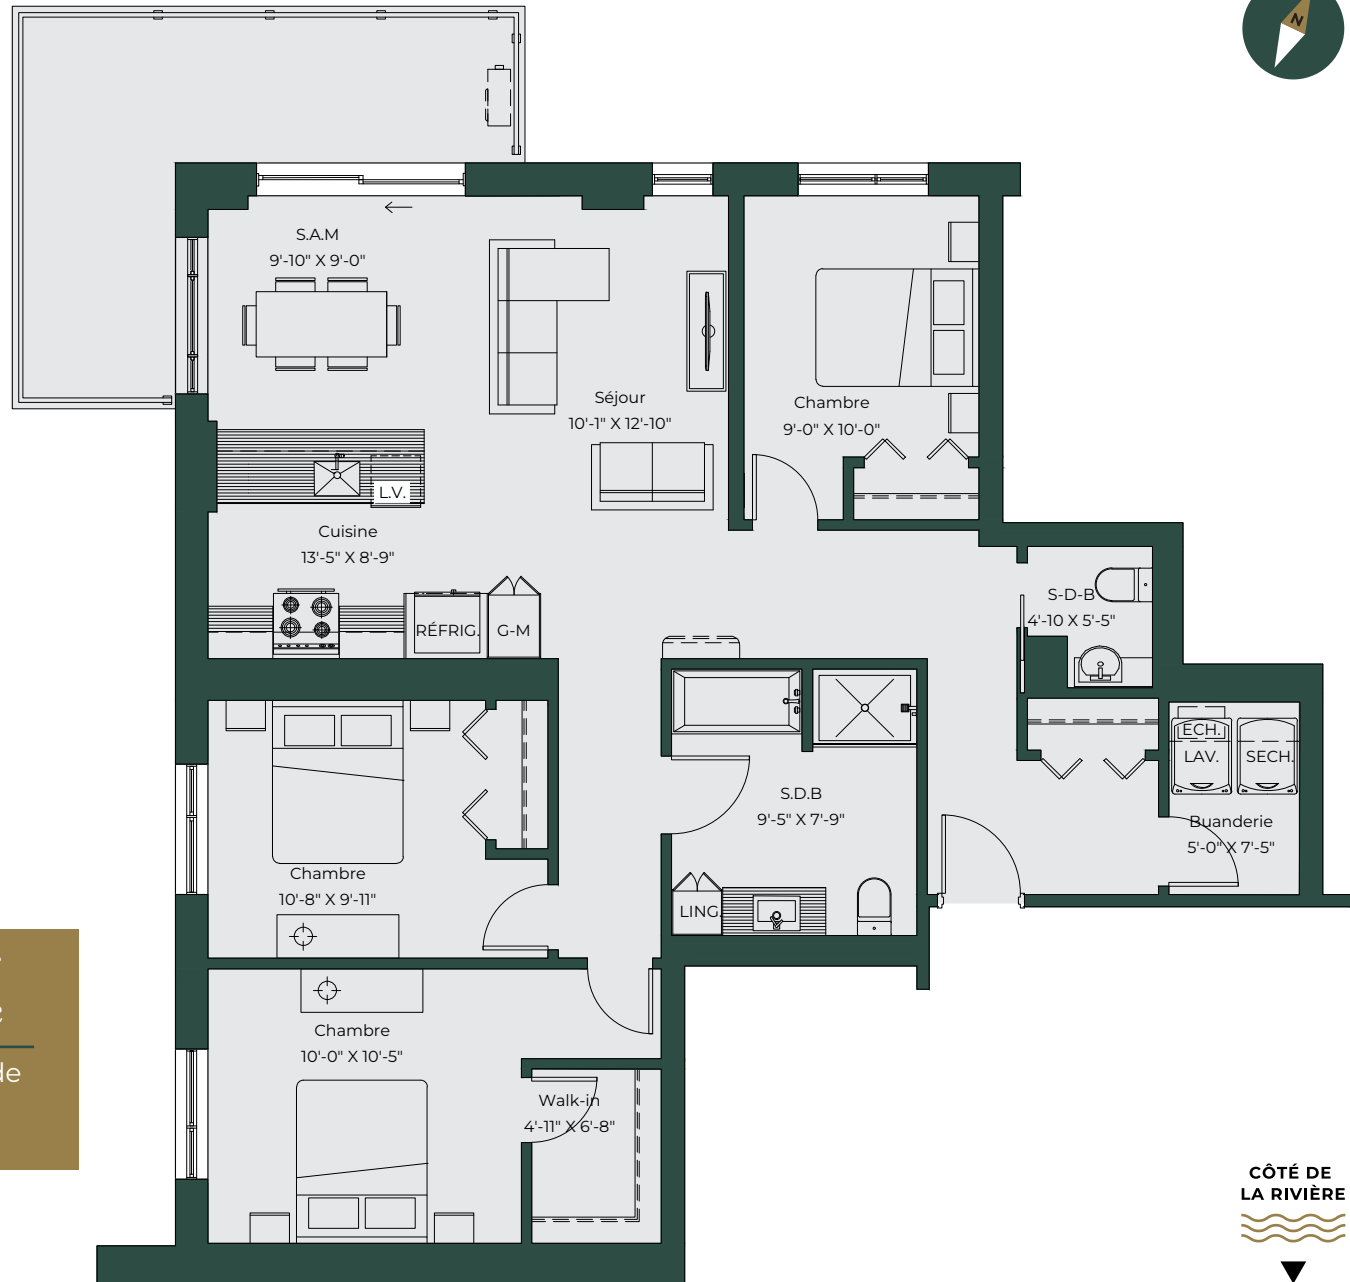 N
S.A.M
9'-10" X 9'-0"
Séjour
10'-1" X 12'-10"
Chambre
9'-0" X 10'-0"
L.V.
Cuisine
13'-5" X 8'-9"
RÉFRIG.
G-M
S-D-B
4'-10 X 5'-5"
ECH.
LAV.
SECH.
Buanderie
5'-0" X 7'-5"
S.D.B
9'-5" X 7'-9"
LING.
Chambre
10'-8" X 9'-11"
Chambre
10'-0" X 10'-5"
Walk-in
4'-11" X 6'-8"
CÔTÉ DE
LA RIVIÈRE